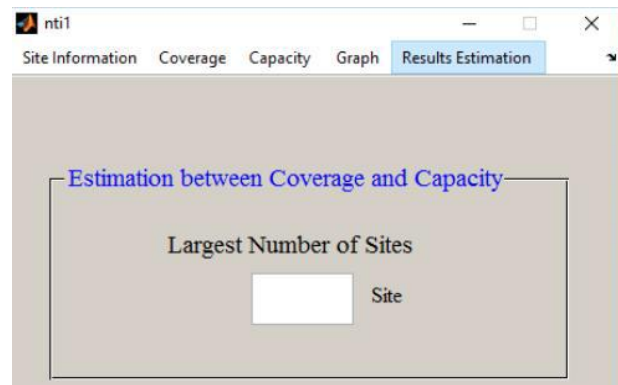 nti1
Site Information Coverage Capacity Graph Results Estimation
Estimation between Coverage and Capacity
Largest Number of Sites
Site